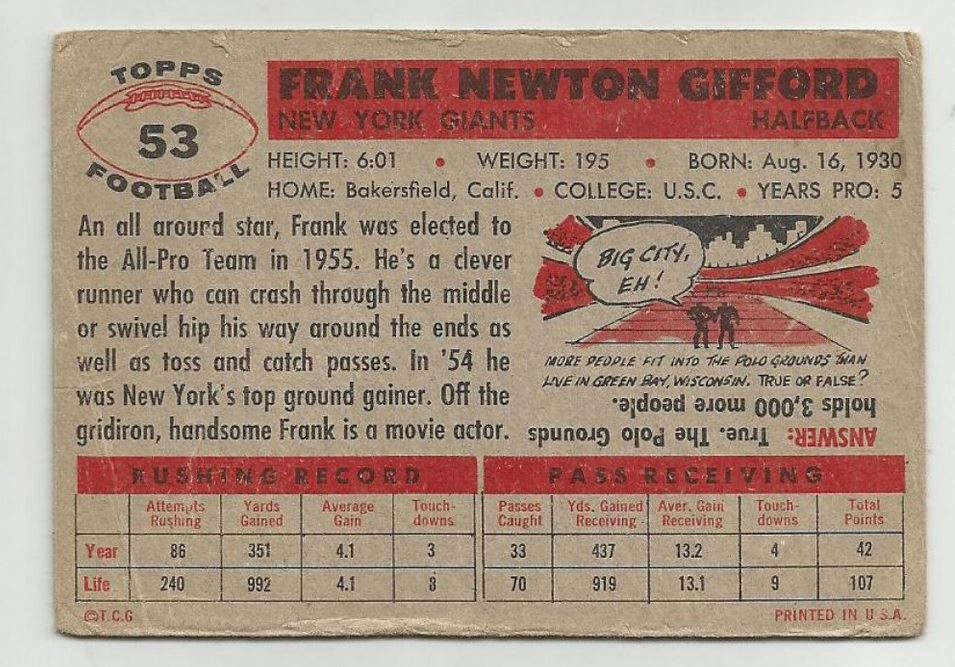 TOPPS
53
FOOTBALL
FRANK NEWTON GIFFORD
NEW YORK GIANTS HALFBACK
HEIGHT: 6:01 • WEIGHT: 195 • BORN: Aug. 16, 1930
HOME: Bakersfield, Calif. • COLLEGE: U.S.C. • YEARS PRO: 5
An all around star, Frank was elected to
the All-Pro Team in 1955. He's a clever
runner who can crash through the middle
or swivel hip his way around the ends as
well as toss and catch passes. In '54 he
was New York's top ground gainer. Off the
gridiron, handsome Frank is a movie actor.
BIG CITY,
EH!
MORE PEOPLE FIT INTO THE POLO GROUNDS THAN
LIVE IN GREEN BAY, WISCONSIN. TRUE OR FALSE?
ANSWER: True. The Polo Grounds
holds 3,000 more people.
RUSHING RECORD PASS RECEIVING
Attempts Rushing Yards Gained Average Gain Touch-downs Passes Caught Yds. Gained Receiving Aver. Gain Receiving Touch-downs Total Points
Year 86 351 4.1 3 33 437 13.2 4 42
Life 240 992 4.1 8 70 919 13.1 9 107
©T.C.G PRINTED IN U.S.A.